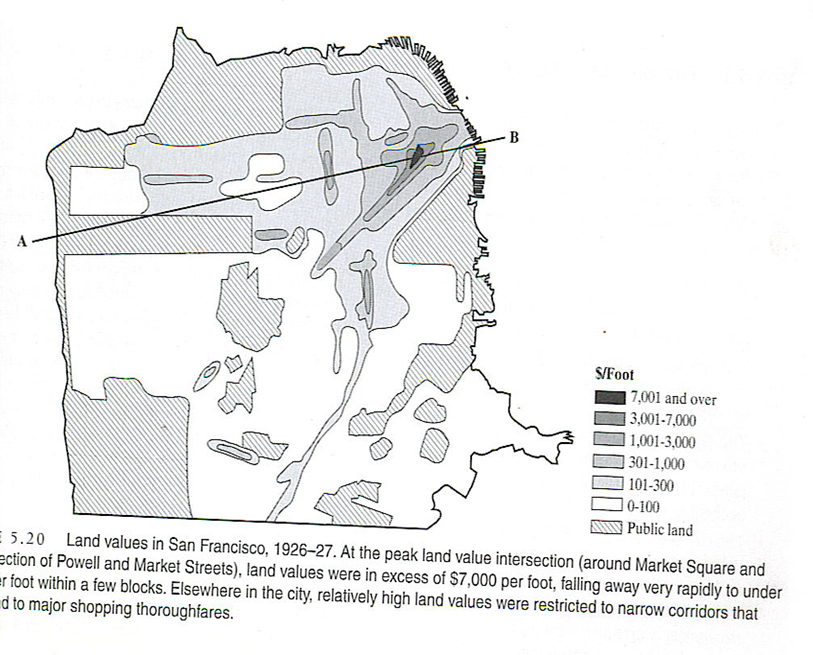 A
B
$/Foot
7,001 and over
3,001-7,000
1,001-3,000
301-1,000
101-300
0-100
Public land
5.20 Land values in San Francisco, 1926–27. At the peak land value intersection (around Market Square and
ection of Powell and Market Streets), land values were in excess of $7,000 per foot, falling away very rapidly to under
r foot within a few blocks. Elsewhere in the city, relatively high land values were restricted to narrow corridors that
d to major shopping thoroughfares.